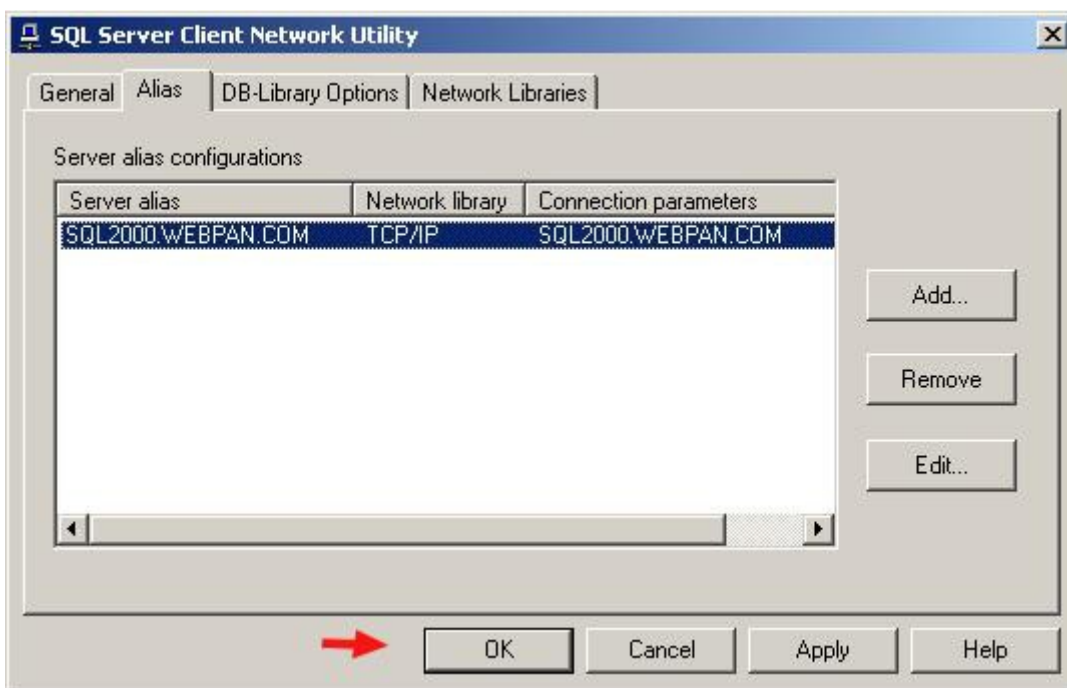 SQL Server Client Network Utility
General Alias DB-Library Options Network Libraries
Server alias configurations
Server alias Network library Connection parameters
SQL2000.WEBPAN.COM TCP/IP SQL2000.WEBPAN.COM
Add...
Remove
Edit...
OK Cancel Apply Help